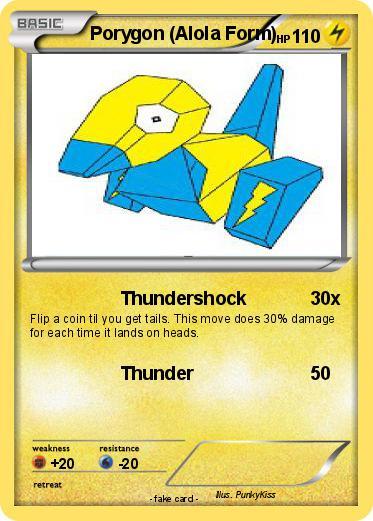 BASIC
Porygon (Alola Form) HP 110
Thundershock 30x
Flip a coin til you get tails. This move does 30% damage
for each time it lands on heads.
Thunder 50
weakness resistance
+20 -20
retreat
- fake card -
Illus. PunkyKiss